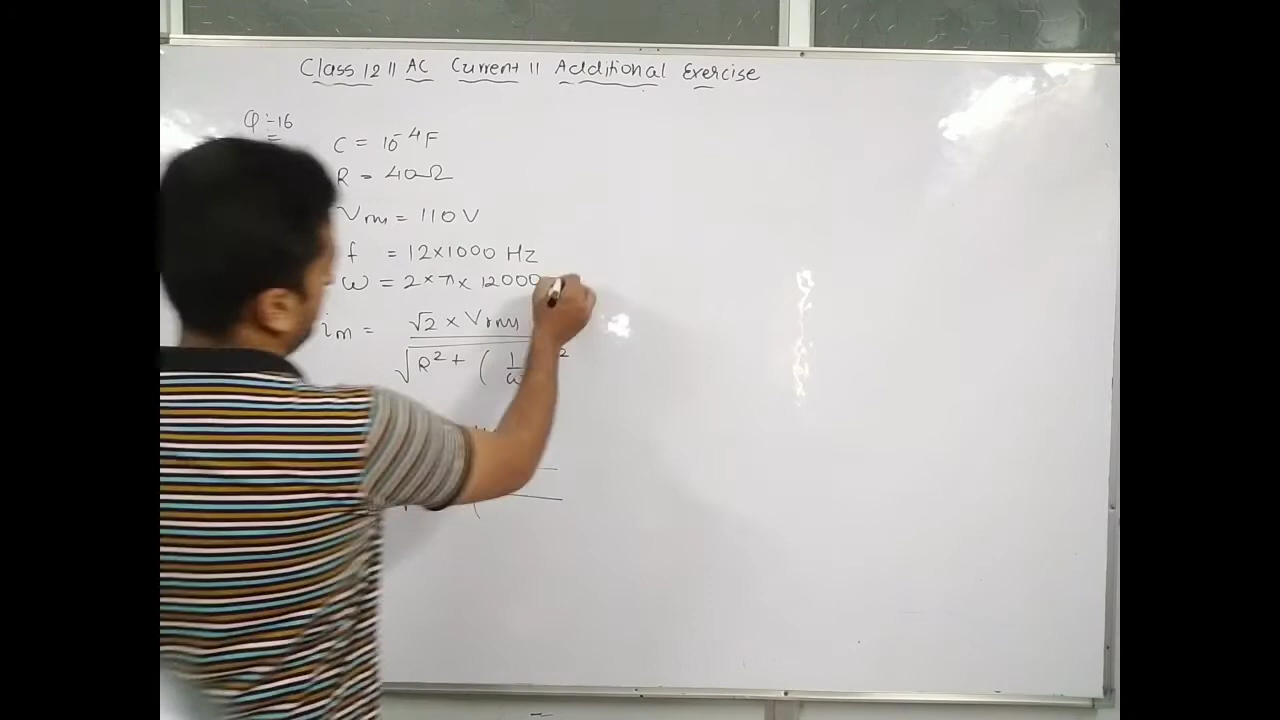 Class 12 || AC Current || Additional Exercise
Q:-16
C = 10⁻⁴ F
R = 40Ω
Vrms = 110 V
f = 12×1000 Hz
ω = 2×π×12000
im = √2 × Vrms
√R² + ( 1 ²
ω